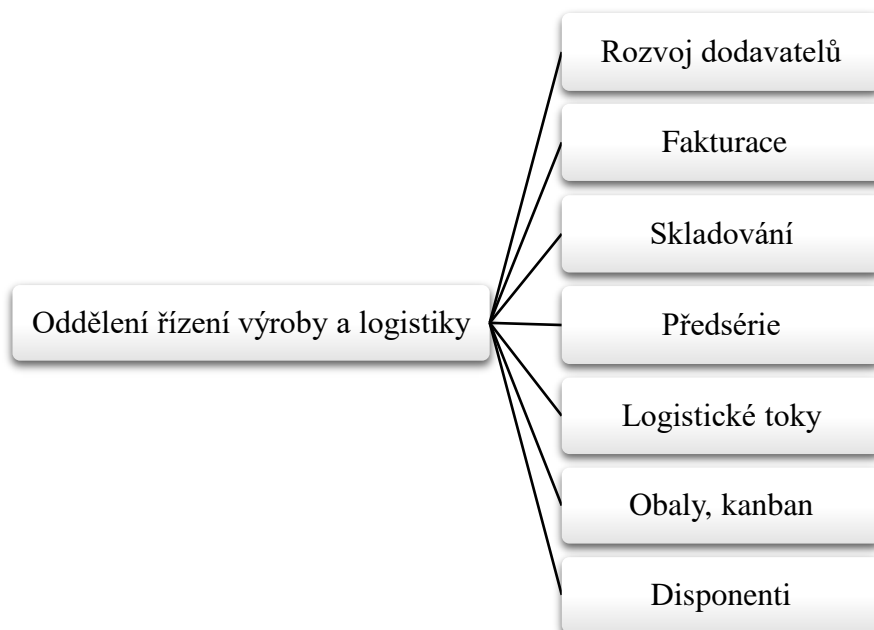 Rozvoj dodavatelů
Fakturace
Skladování
Oddělení řízení výroby a logistiky
Předsérie
Logistické toky
Obaly, kanban
Disponenti